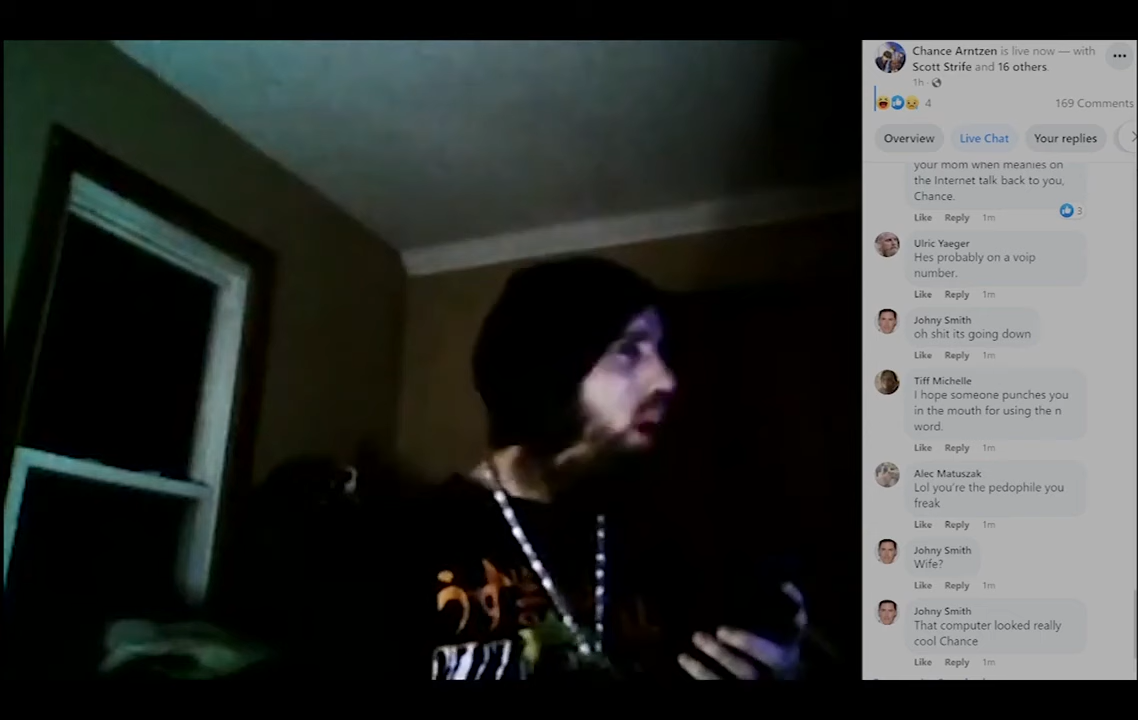 Chance Arntzen is live now — with
Scott Strife and 16 others.
1h
4
169 Comments
Overview
Live Chat
Your replies
your mom when meanies on
the Internet talk back to you,
Chance.
Like Reply 1m
3
Ulric Yaeger
Hes probably on a voip
number.
Like Reply 1m
Johny Smith
oh shit its going down
Like Reply 1m
Tiff Michelle
I hope someone punches you
in the mouth for using the n
word.
Like Reply 1m
Alec Matuszak
Lol you're the pedophile you
freak
Like Reply 1m
Johny Smith
Wife?
Like Reply 1m
Johny Smith
That computer looked really
cool Chance
Like Reply 1m